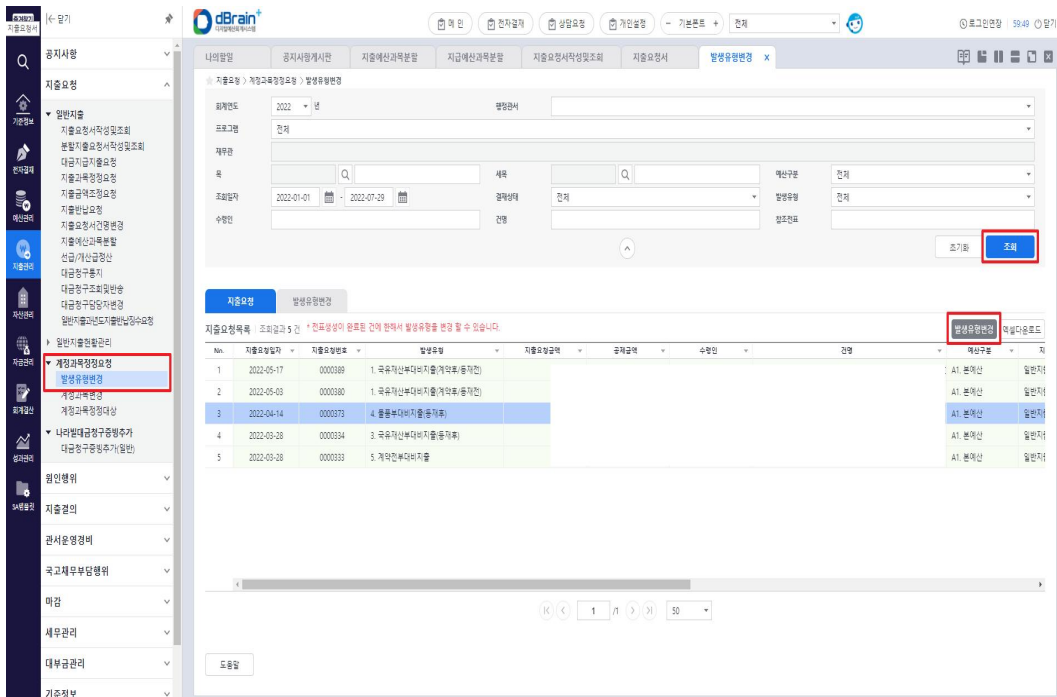 즐겨찾기
지출요청서
닫기
dBrain+
디지털예산회계시스템
메 인
전자결재
상담요청
개인설정
- 기본폰트 +
전체
로그인연장
59:49
닫기
기준정보
전자결재
예산관리
지출관리
자산관리
자금관리
회계결산
성과관리
SA템플릿
공지사항
지출요청
▼ 일반지출
지출요청서작성및조회
분할지출요청서작성및조회
대금지급지출요청
지출과목정정요청
지출금액조정요청
지출반납요청
지출요청서건명변경
지출예산과목분할
선급/개산급정산
대금청구통지
대금청구조회및반송
대금청구담당자변경
일반지출과년도지출반납징수요청
일반지출현황관리
▼ 계정과목정정요청
발생유형변경
계정과목변경
계정과목정정대상
▼ 나라빌대금청구증빙추가
대금청구증빙추가(일반)
원인행위
지출결의
관서운영경비
국고채무부담행위
마감
세무관리
대부금관리
기준정보
나의할일
공지사항게시판
지출예산과목분할
지급예산과목분할
지출요청서작성및조회
지출요청서
발생유형변경 x
지출요청 > 계정과목정정요청 > 발생유형변경
회계연도 2022 년 행정관서
프로그램 전체
재무관
목 세목 예산구분 전체
조회일자 2022-01-01 - 2022-07-29 결재상태 전체 발생유형 전체
수령인 건명 참조전표
초기화 조회
지출요청 발생유형변경
지출요청목록 조회결과 5 건 * 전표생성이 완료된 건에 한해서 발생유형을 변경 할 수 있습니다. 발생유형변경 엑셀다운로드
No. 지출요청일자 지출요청번호 발생유형 지출요청금액 공제금액 수령인 건명 예산구분 지
1 2022-05-17 0000389 1. 국유재산부대비지출(계약후/등재전) A1. 본예산 일반지출
2 2022-05-03 0000380 1. 국유재산부대비지출(계약후/등재전) A1. 본예산 일반지출
3 2022-04-14 0000373 4. 물품부대비지출(등재후) A1. 본예산 일반지출
4 2022-03-28 0000334 3. 국유재산부대비지출(등재후) A1. 본예산 일반지출
5 2022-03-28 0000333 5. 계약전부대비지출 A1. 본예산 일반지출
1 /1 50
도움말